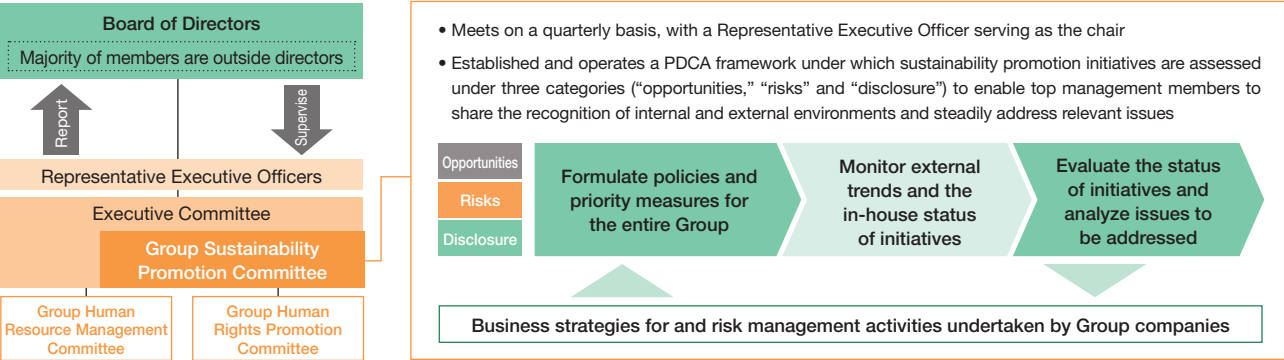 Board of Directors
Majority of members are outside directors
Report
Supervise
Representative Executive Officers
Executive Committee
Group Sustainability
Promotion Committee
Group Human
Resource Management
Committee
Group Human
Rights Promotion
Committee
• Meets on a quarterly basis, with a Representative Executive Officer serving as the chair
• Established and operates a PDCA framework under which sustainability promotion initiatives are assessed
under three categories (“opportunities,” “risks” and “disclosure”) to enable top management members to
share the recognition of internal and external environments and steadily address relevant issues
Opportunities
Risks
Disclosure
Formulate policies and
priority measures for
the entire Group
Monitor external
trends and the
in-house status
of initiatives
Evaluate the status
of initiatives and
analyze issues to
be addressed
Business strategies for and risk management activities undertaken by Group companies